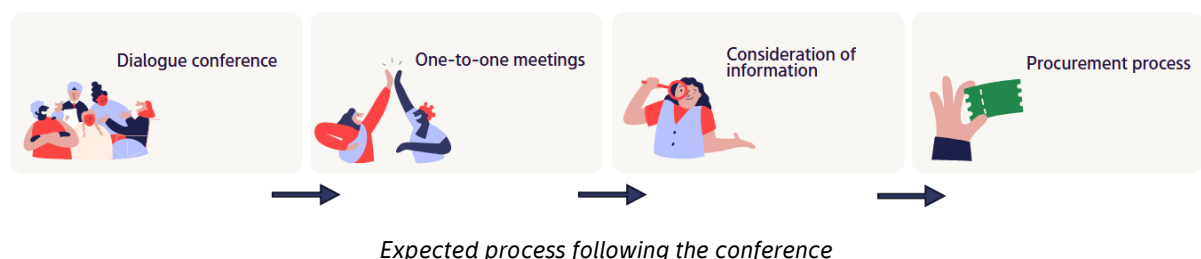 Dialogue conference
One-to-one meetings
Consideration of
information
Procurement process
Expected process following the conference